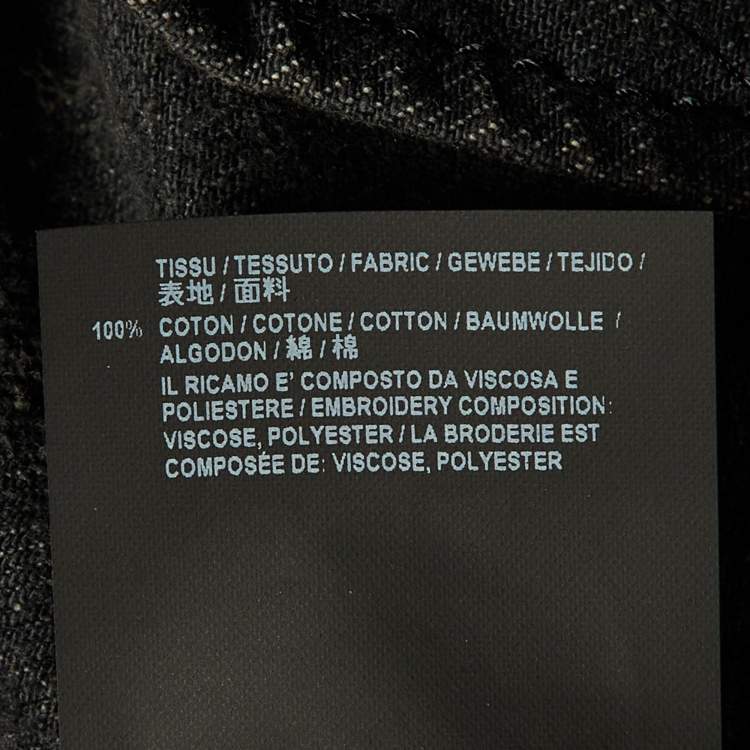 TISSU / TESSUTO / FABRIC / GEWEBE / TEJIDO /
表地 / 面料
100% COTON / COTONE / COTTON / BAUMWOLLE /
ALGODON / 綿 / 棉
IL RICAMO E' COMPOSTO DA VISCOSA E
POLIESTERE / EMBROIDERY COMPOSITION:
VISCOSE, POLYESTER / LA BRODERIE EST
COMPOSÉE DE: VISCOSE, POLYESTER